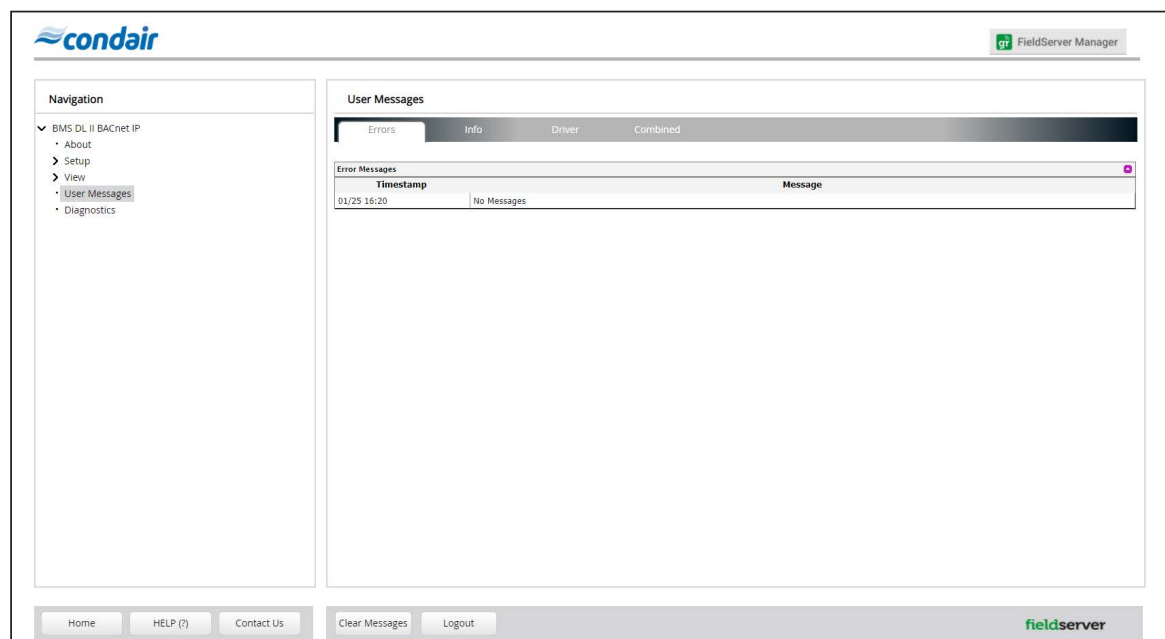 condair
gt FieldServer Manager
Navigation
BMS DL II BACnet IP
About
Setup
View
User Messages
Diagnostics
User Messages
Errors Info Driver Combined
Error Messages
Timestamp Message
01/25 16:20 No Messages
Home HELP (?) Contact Us Clear Messages Logout fieldserver